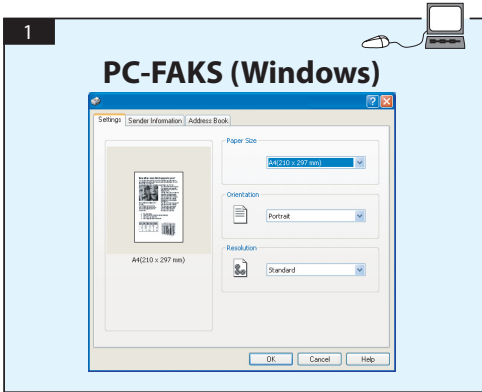 1
PC-FAKS (Windows)
Settings
Sender Information
Address Book
Paper Size
A4(210 x 297 mm)
Orientation
Portrait
A4(210 x 297 mm)
Resolution
Standard
OK
Cancel
Help